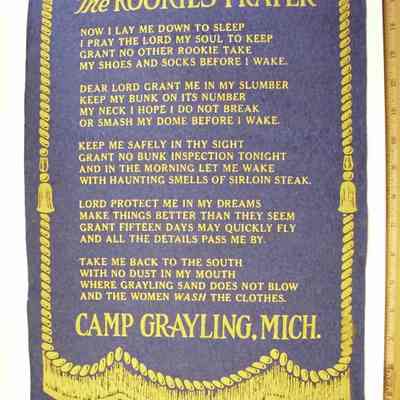 The ROOKIES PRAYER
NOW I LAY ME DOWN TO SLEEP
I PRAY THE LORD MY SOUL TO KEEP
GRANT NO OTHER ROOKIE TAKE
MY SHOES AND SOCKS BEFORE I WAKE.
DEAR LORD GRANT ME IN MY SLUMBER
KEEP MY BUNK ON ITS NUMBER
MY NECK I HOPE I DO NOT BREAK
OR SMASH MY DOME BEFORE I WAKE.
KEEP ME SAFELY IN THY SIGHT
GRANT NO BUNK INSPECTION TONIGHT
AND IN THE MORNING LET ME WAKE
WITH HAUNTING SMELLS OF SIRLOIN STEAK.
LORD PROTECT ME IN MY DREAMS
MAKE THINGS BETTER THAN THEY SEEM
GRANT FIFTEEN DAYS MAY QUICKLY FLY
AND ALL THE DETAILS PASS ME BY.
TAKE ME BACK TO THE SOUTH
WITH NO DUST IN MY MOUTH
WHERE GRAYLING SAND DOES NOT BLOW
AND THE WOMEN WASH THE CLOTHES.
CAMP GRAYLING, MICH.